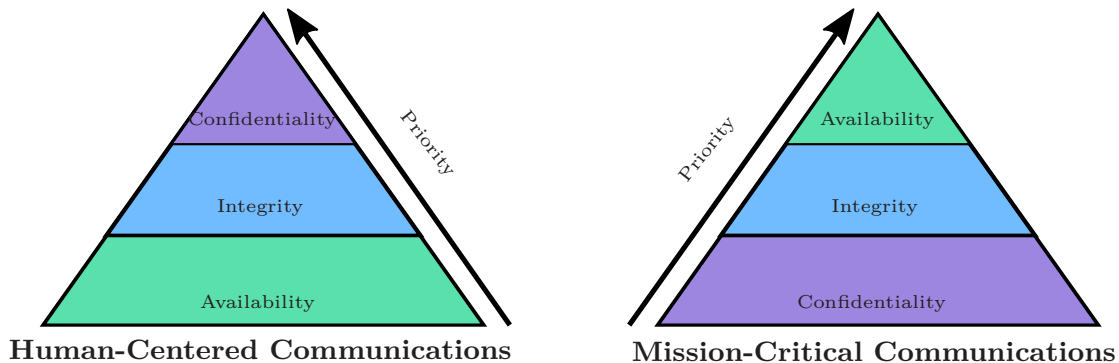 Confidentiality
Integrity
Availability
Priority
Human-Centered Communications
Priority
Availability
Integrity
Confidentiality
Mission-Critical Communications